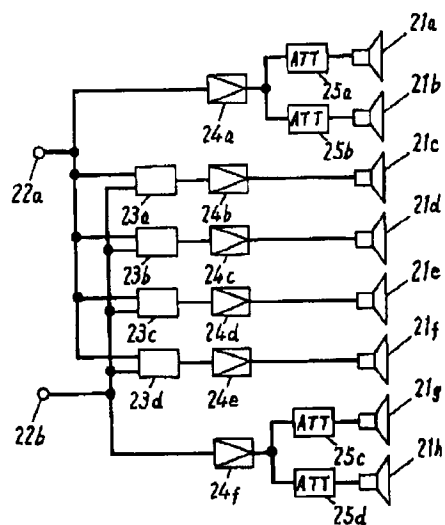 21a
ATT
24a
25a
21b
ATT
25b
21c
22a
23a
24b
21d
23b
24c
21e
23c
24d
21f
23d
24e
22b
21g
ATT
25c
21h
24f
ATT
25d